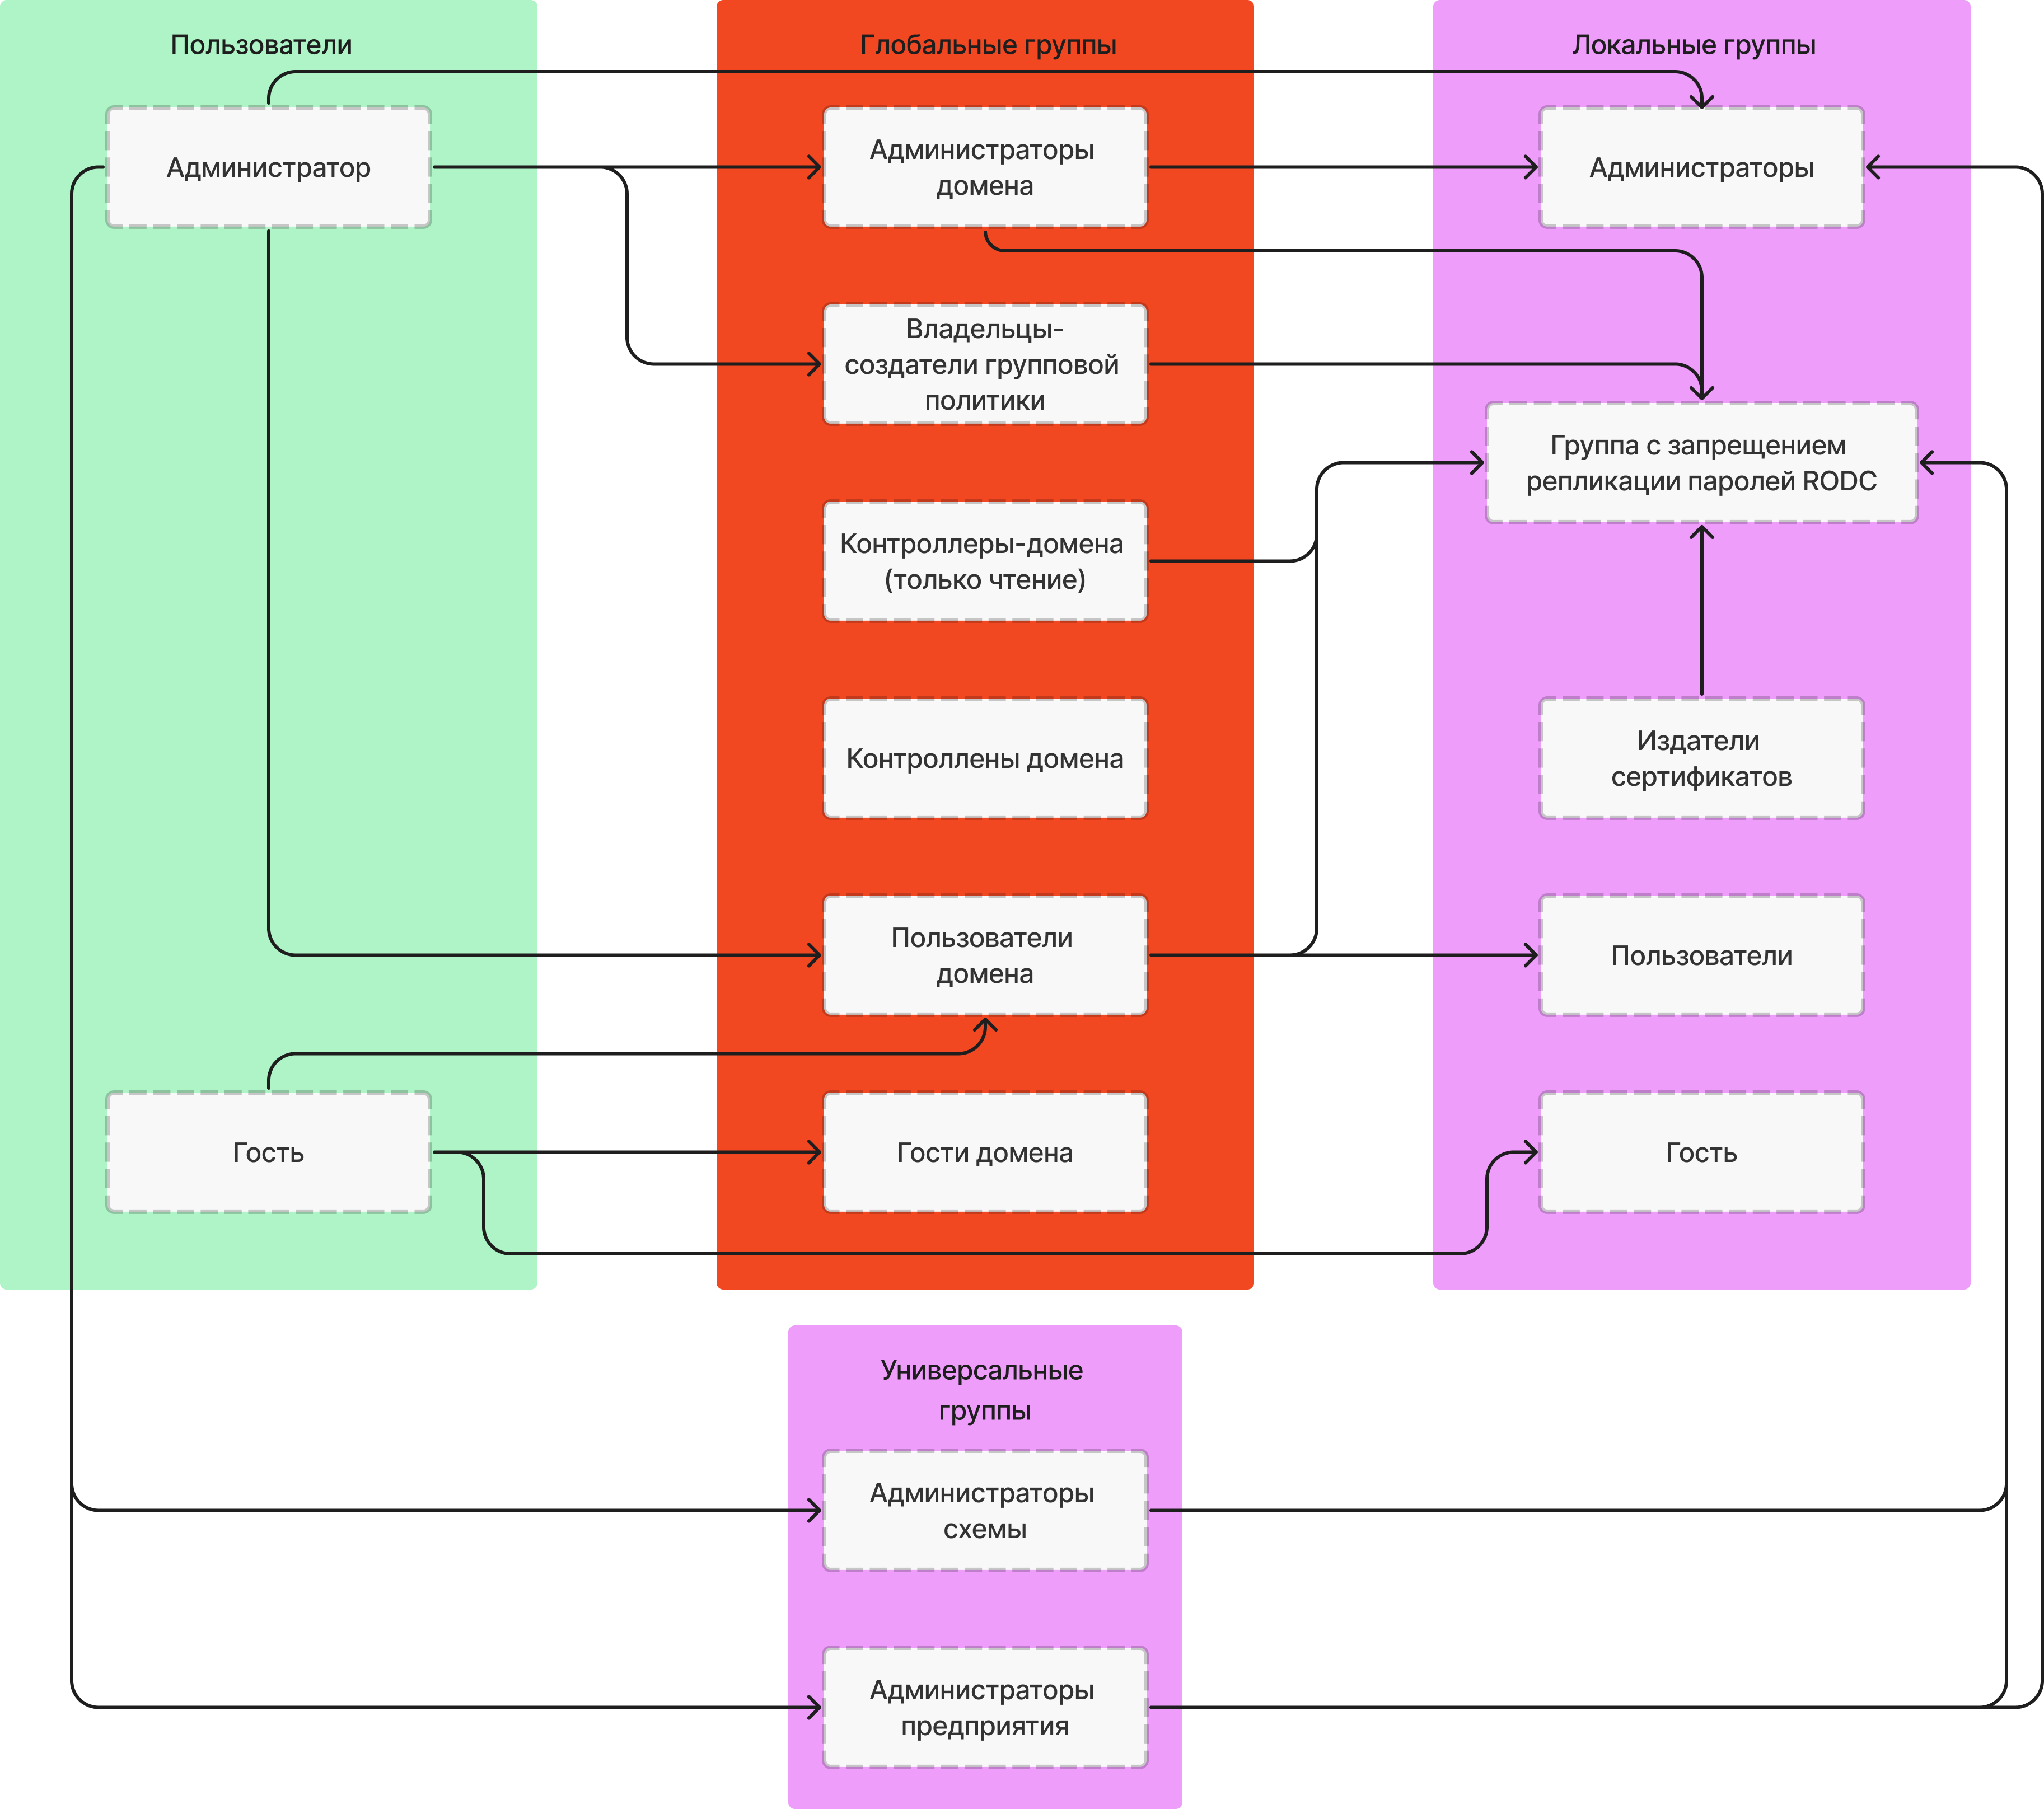 Пользователи
Администратор
Гость
Глобальные группы
Администраторы
домена
Владельцы-
создатели групповой
политики
Контроллеры-домена
(только чтение)
Контроллены домена
Пользователи
домена
Гости домена
Локальные группы
Администраторы
Группа с запрещением
репликации паролей RODC
Издатели
сертификатов
Пользователи
Гость
Универсальные
группы
Администраторы
схемы
Администраторы
предприятия